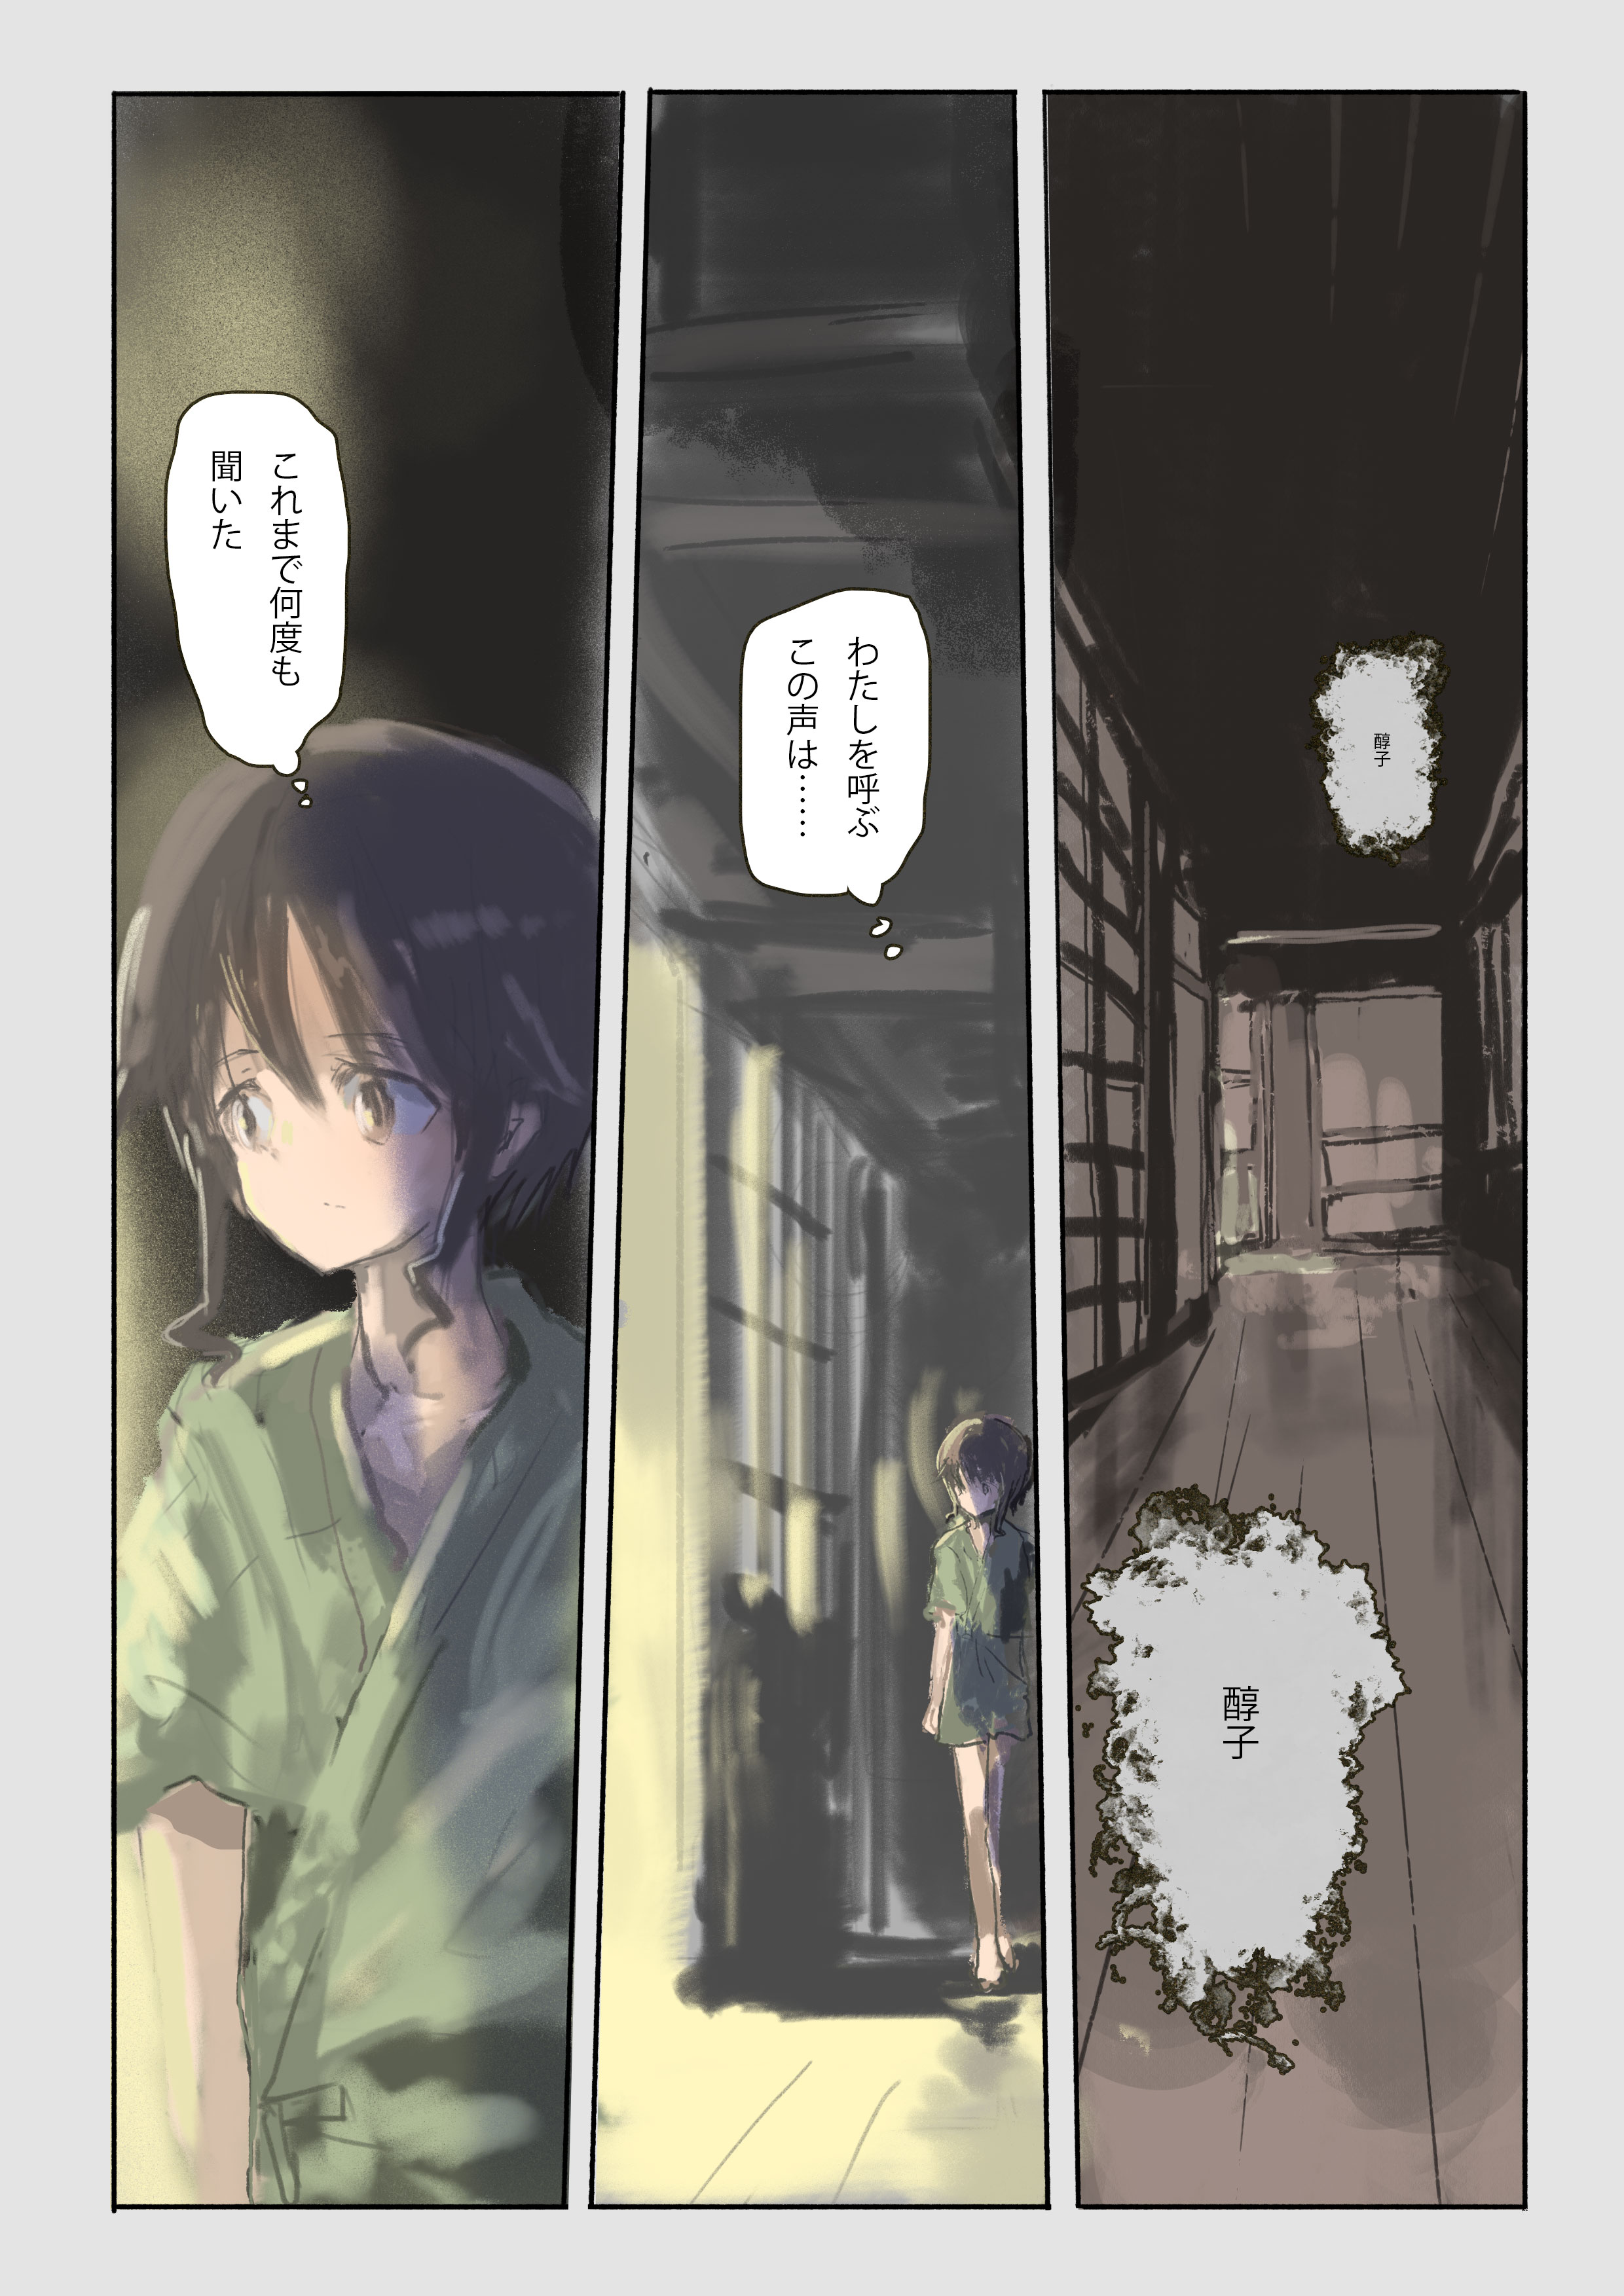 醇子
醇子
わたしを呼ぶ
この声は……
これまで何度も
聞いた